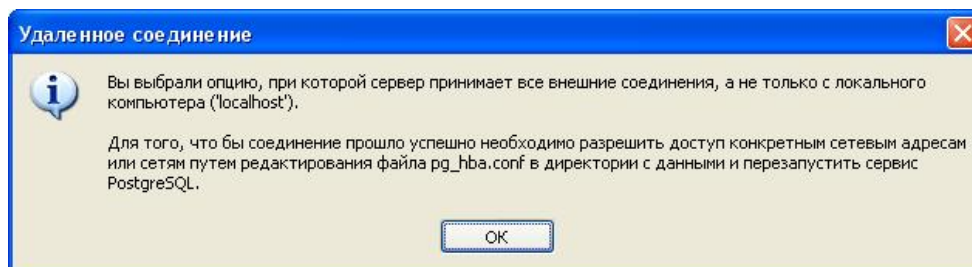 Удаленное соединение
Вы выбрали опцию, при которой сервер принимает все внешние соединения, а не только с локального
компьютера ('localhost').
Для того, что бы соединение прошло успешно необходимо разрешить доступ конкретным сетевым адресам
или сетям путем редактирования файла pg_hba.conf в директории с данными и перезапустить сервис
PostgreSQL.
OK